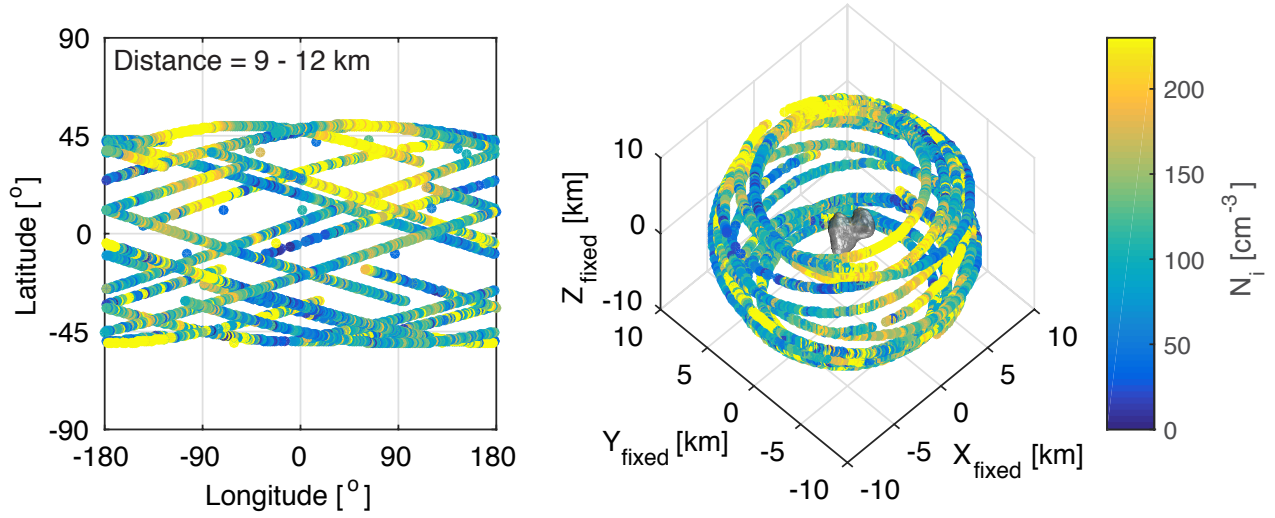 90
45
0
-45
-90
Latitude [°]
Distance = 9 - 12 km
-180 -90 0 90 180
Longitude [°]
10
0
-10
Z_fixed [km]
10
5
0
-5
-10
Y_fixed [km]
-10
-5
0
5
10
X_fixed [km]
200
150
100
50
0
N_i [cm^-3]